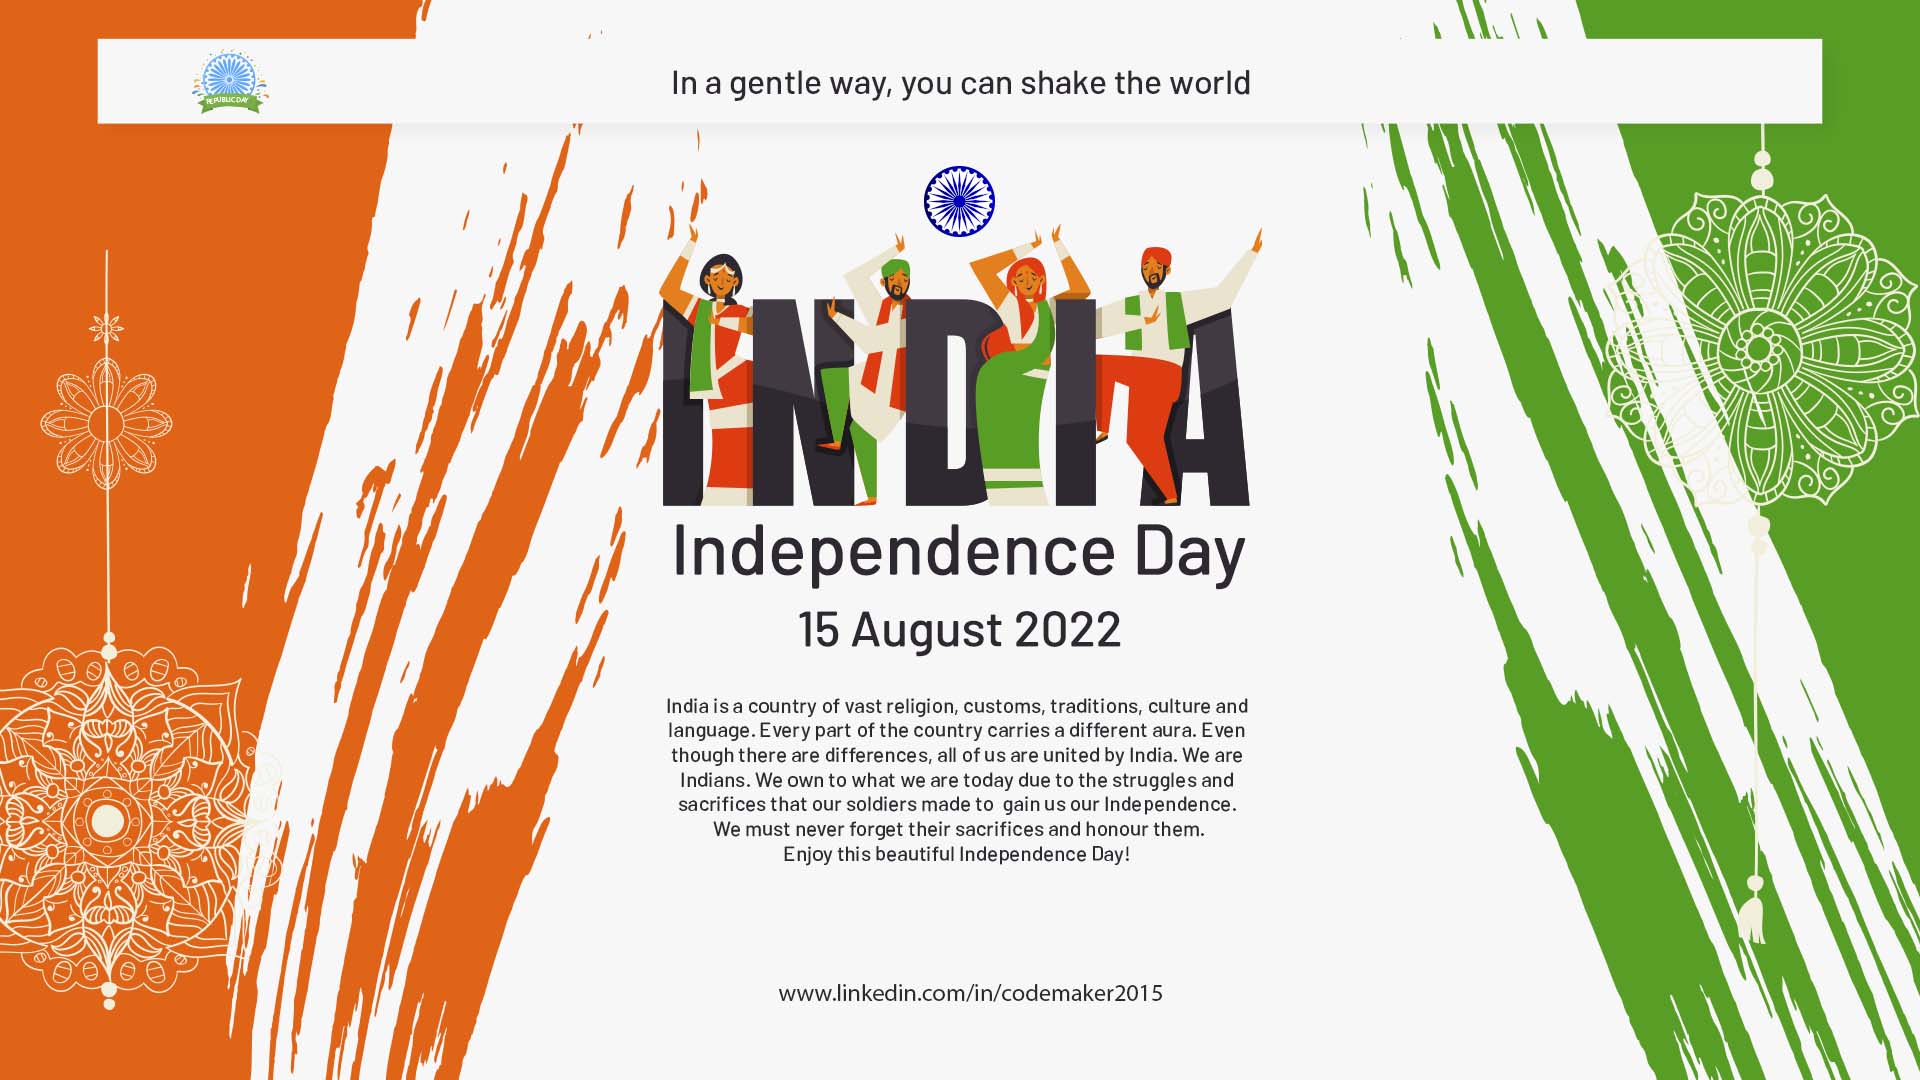 REPUBLIC DAY
In a gentle way, you can shake the world
INDIA
Independence Day
15 August 2022
India is a country of vast religion, customs, traditions, culture and
language. Every part of the country carries a different aura. Even
though there are differences, all of us are united by India. We are
Indians. We own to what we are today due to the struggles and
sacrifices that our soldiers made to  gain us our Independence.
We must never forget their sacrifices and honour them.
Enjoy this beautiful Independence Day!
www.linkedin.com/in/codemaker2015